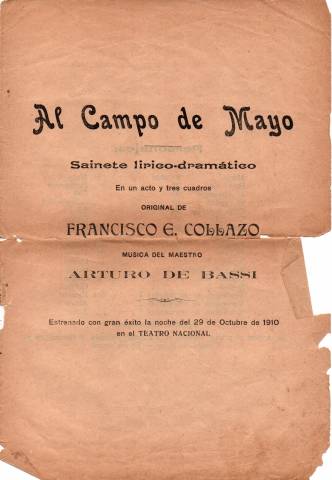 Al Campo de Mayo
Sainete lirico-dramático
En un acto y tres cuadros
ORIGINAL DE
FRANCISCO E. COLLAZO
MUSICA DEL MAESTRO
ARTURO DE BASSI
Estrenado con gran éxito la noche del 29 de Octubre de 1910
en el TEATRO NACIONAL